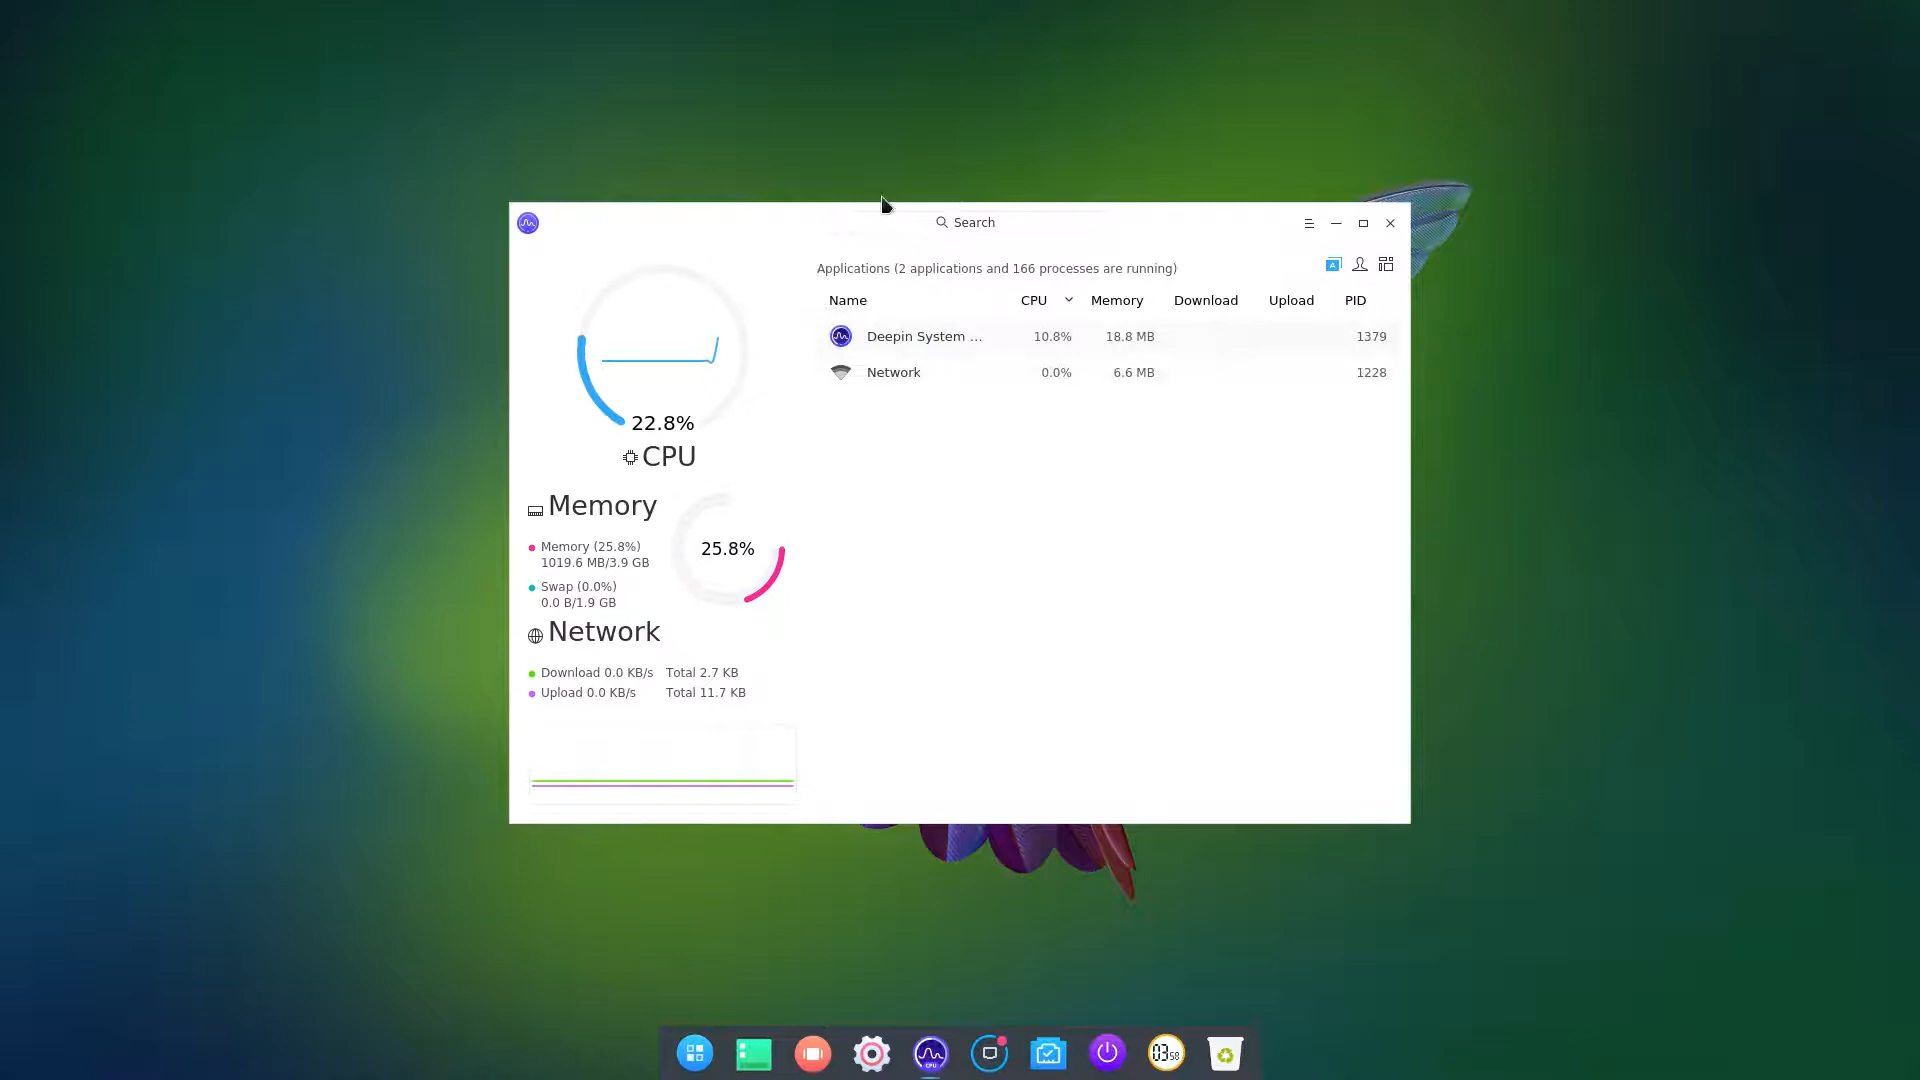 Search
Applications (2 applications and 166 processes are running)
Name CPU Memory Download Upload PID
Deepin System ... 10.8% 18.8 MB 1379
Network 0.0% 6.6 MB 1228
22.8%
CPU
Memory
Memory (25.8%)
1019.6 MB/3.9 GB
25.8%
Swap (0.0%)
0.0 B/1.9 GB
Network
Download 0.0 KB/s Total 2.7 KB
Upload 0.0 KB/s Total 11.7 KB
CPU
03 58